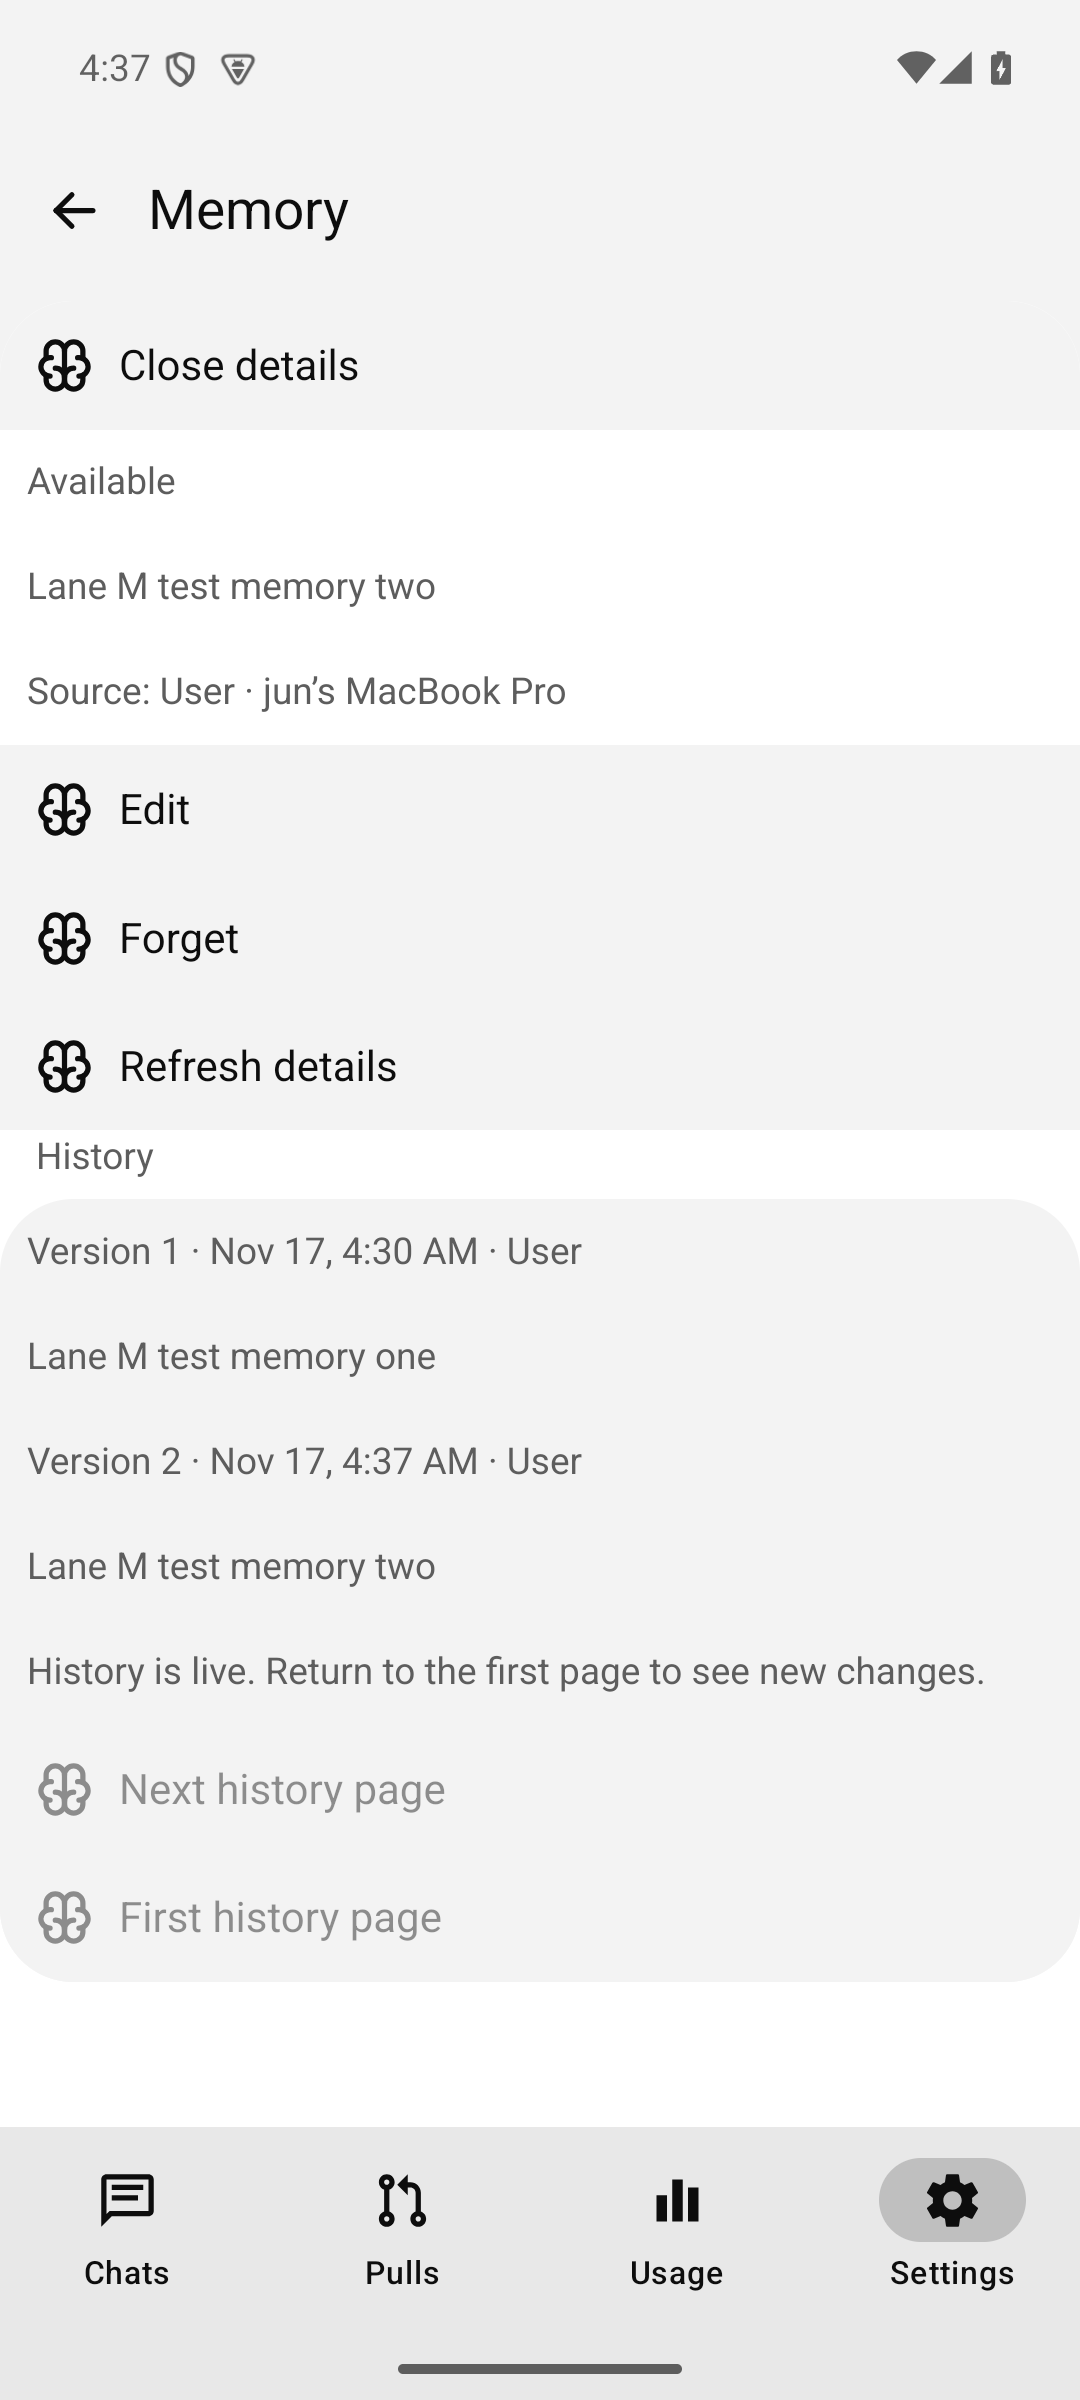 4:37
Memory
Close details
Available
Lane M test memory two
Source: User · jun’s MacBook Pro
Edit
Forget
Refresh details
History
Version 1 · Nov 17, 4:30 AM · User
Lane M test memory one
Version 2 · Nov 17, 4:37 AM · User
Lane M test memory two
History is live. Return to the first page to see new changes.
Next history page
First history page
Chats
Pulls
Usage
Settings